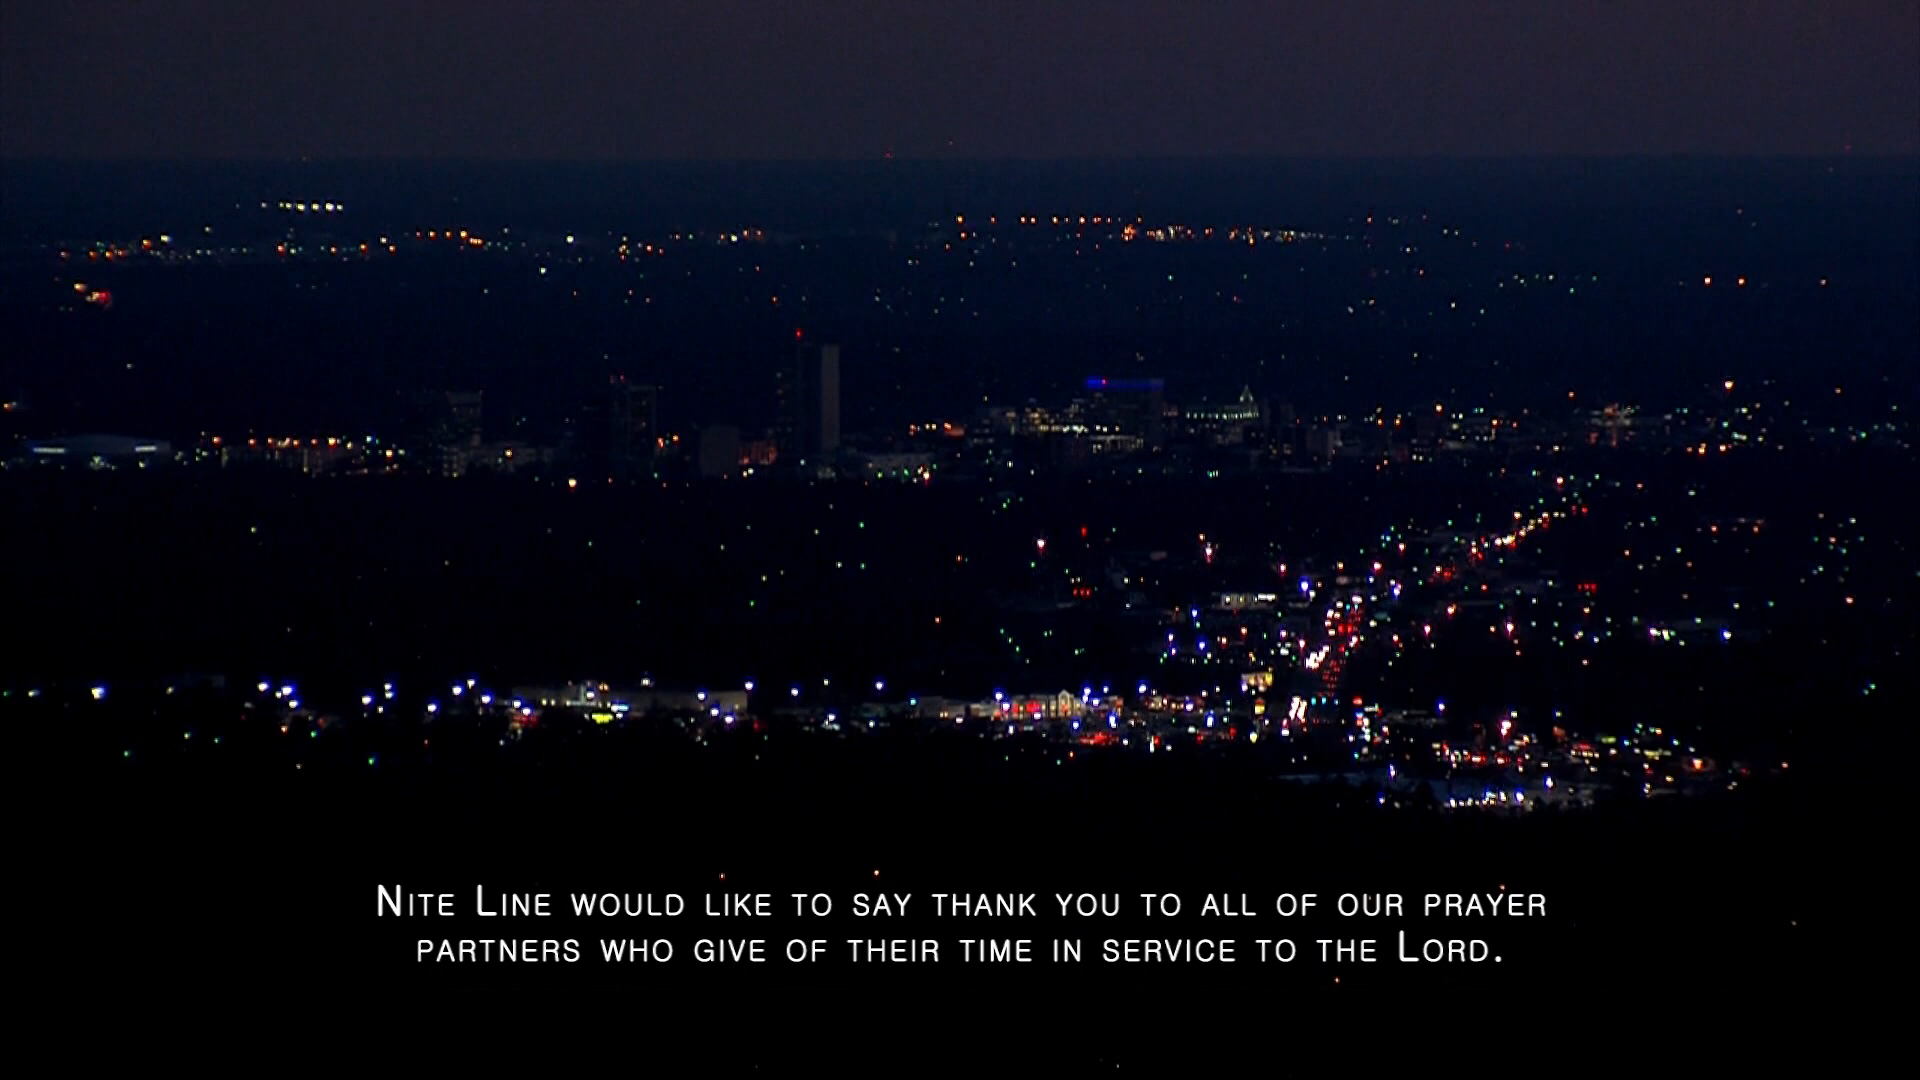 Nite Line would like to say thank you to all of our prayer
partners who give of their time in service to the Lord.